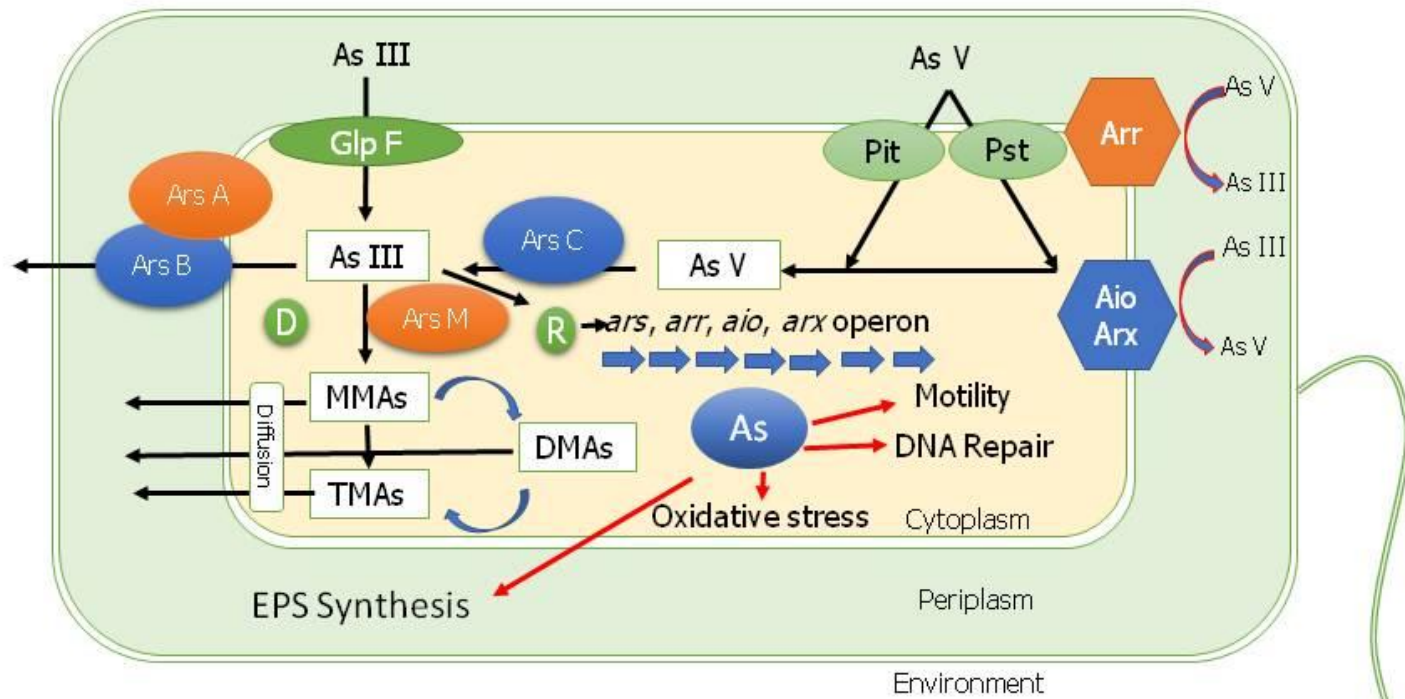 As III
As V
Glp F
Pit
Pst
Arr
As V
As III
Ars A
Ars B
As III
Ars C
As V
As III
Aio
Arx
As V
D
Ars M
R
ars, arr, aio, arx operon
MMAs
Diffusion
DMAs
TMAs
As
Motility
DNA Repair
Oxidative stress
Cytoplasm
EPS Synthesis
Periplasm
Environment